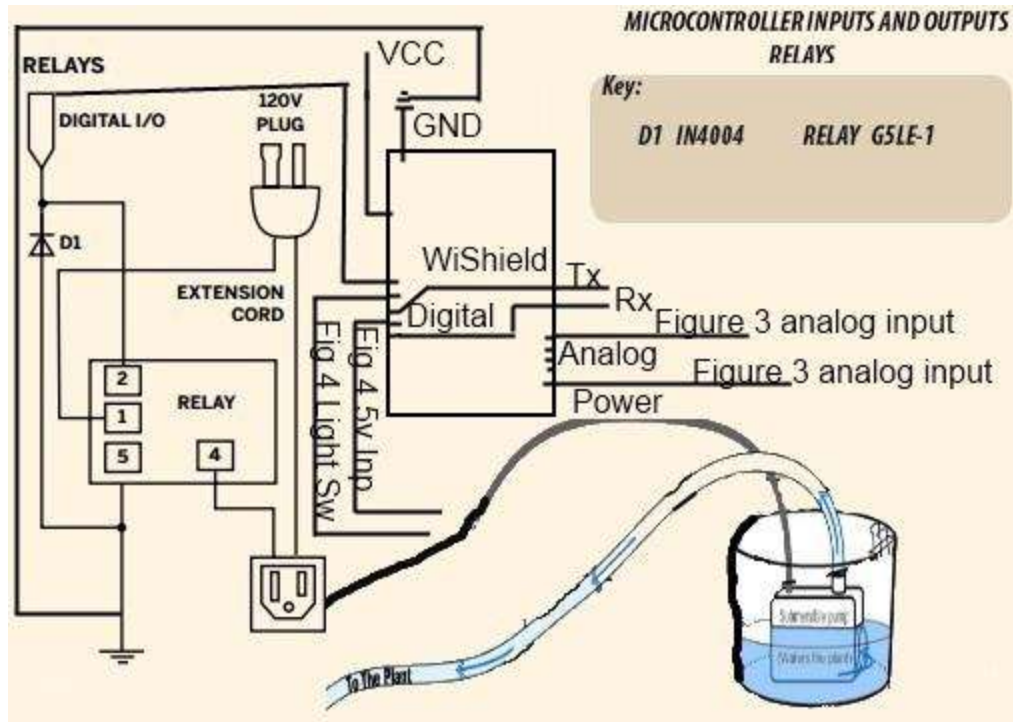 MICROCONTROLLER INPUTS AND OUTPUTS
RELAYS
Key:
D1 IN4004 RELAY G5LE-1
RELAYS
DIGITAL I/O
120V
PLUG
VCC
GND
D1
EXTENSION
CORD
WiShield
Digital
Tx
Rx
Figure 3 analog input
Analog
Figure 3 analog input
Power
Fig 4 Light Sw
Fig 4 5v Inp
2
1
5
RELAY
4
Submersible pump
(Waters the plant)
To The Plant